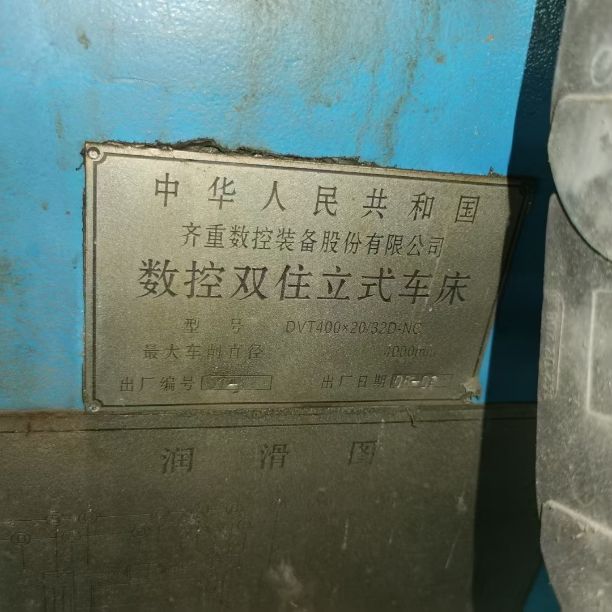 中华人民共和国
齐重数控装备股份有限公司
数控双住立式车床
型 号 DVT400×20/32D-NC
最大车削直径 4000mm
出厂编号
出厂日期
润滑图